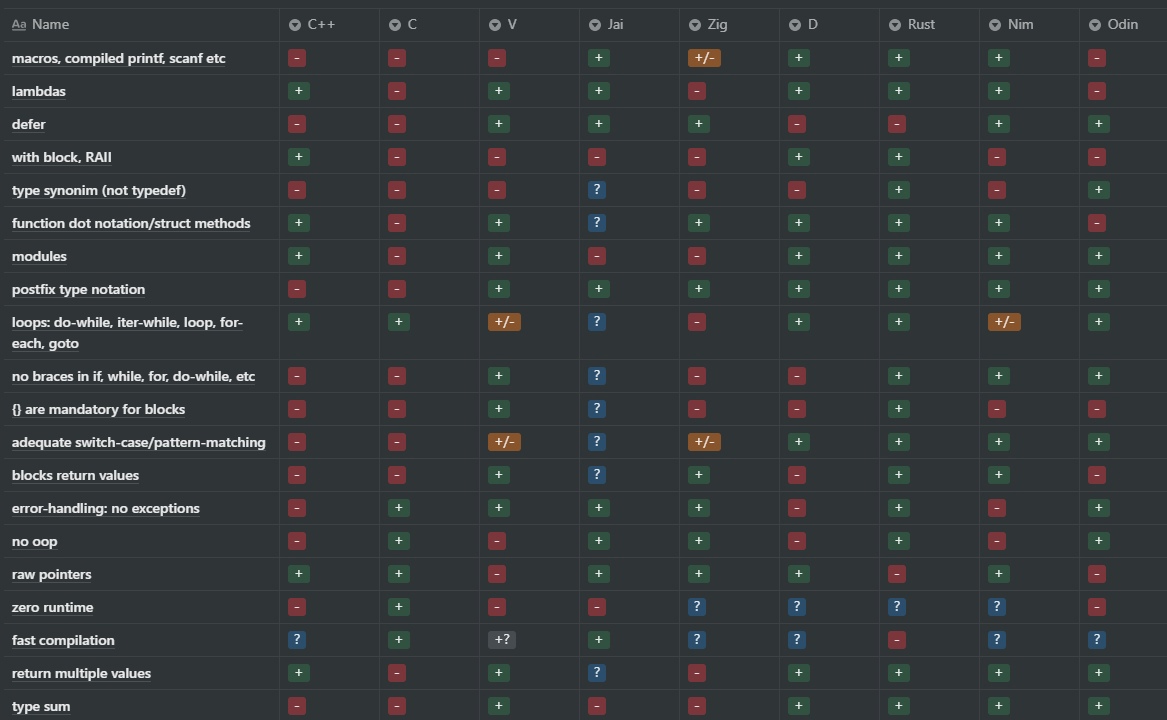 Aa Name C++ C V Jai Zig D Rust Nim Odin
macros, compiled printf, scanf etc - - - + +/- + + + -
lambdas + - + + - + + + -
defer - - + + + - - + +
with block, RAII + - - - - + + - -
type synonim (not typedef) - - - ? - - + - +
function dot notation/struct methods + - + ? + + + + -
modules + - + - - + + + +
postfix type notation - - + + + + + + +
loops: do-while, iter-while, loop, for- + + +/- ? - + + +/- +
each, goto
no braces in if, while, for, do-while, etc - - + ? - - + + +
{} are mandatory for blocks - - + ? - - + - -
adequate switch-case/pattern-matching - - +/- ? +/- + + + +
blocks return values - - + ? + - + + -
error-handling: no exceptions - + + + + - + - +
no oop - + - + + - + - +
raw pointers + + - + + + - + -
zero runtime - + - - ? ? ? ? -
fast compilation ? + +? + ? ? - ? ?
return multiple values + - + ? - + + + +
type sum - - + - - + + + +